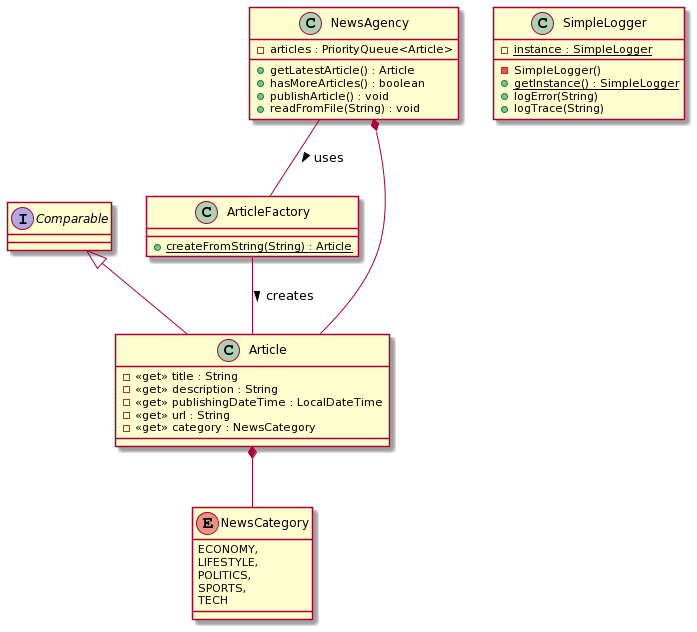 C NewsAgency
articles : PriorityQueue<Article>
getLatestArticle() : Article
hasMoreArticles() : boolean
publishArticle() : void
readFromFile(String) : void
C SimpleLogger
instance : SimpleLogger
SimpleLogger()
getInstance() : SimpleLogger
logError(String)
logTrace(String)
uses
I Comparable
C ArticleFactory
createFromString(String) : Article
creates
C Article
«get» title : String
«get» description : String
«get» publishingDateTime : LocalDateTime
«get» url : String
«get» category : NewsCategory
E NewsCategory
ECONOMY,
LIFESTYLE,
POLITICS,
SPORTS,
TECH